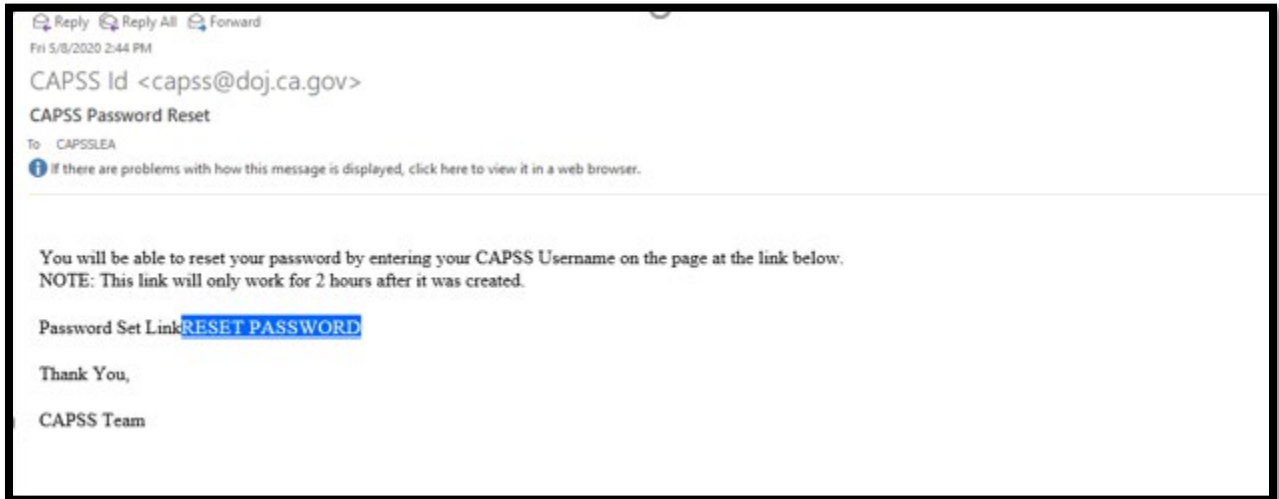 Reply Reply All Forward
Fri 5/8/2020 2:44 PM
CAPSS Id <capss@doj.ca.gov>
CAPSS Password Reset
To CAPSSLEA
If there are problems with how this message is displayed, click here to view it in a web browser.
You will be able to reset your password by entering your CAPSS Username on the page at the link below.
NOTE: This link will only work for 2 hours after it was created.
Password Set LinkRESET PASSWORD
Thank You,
CAPSS Team